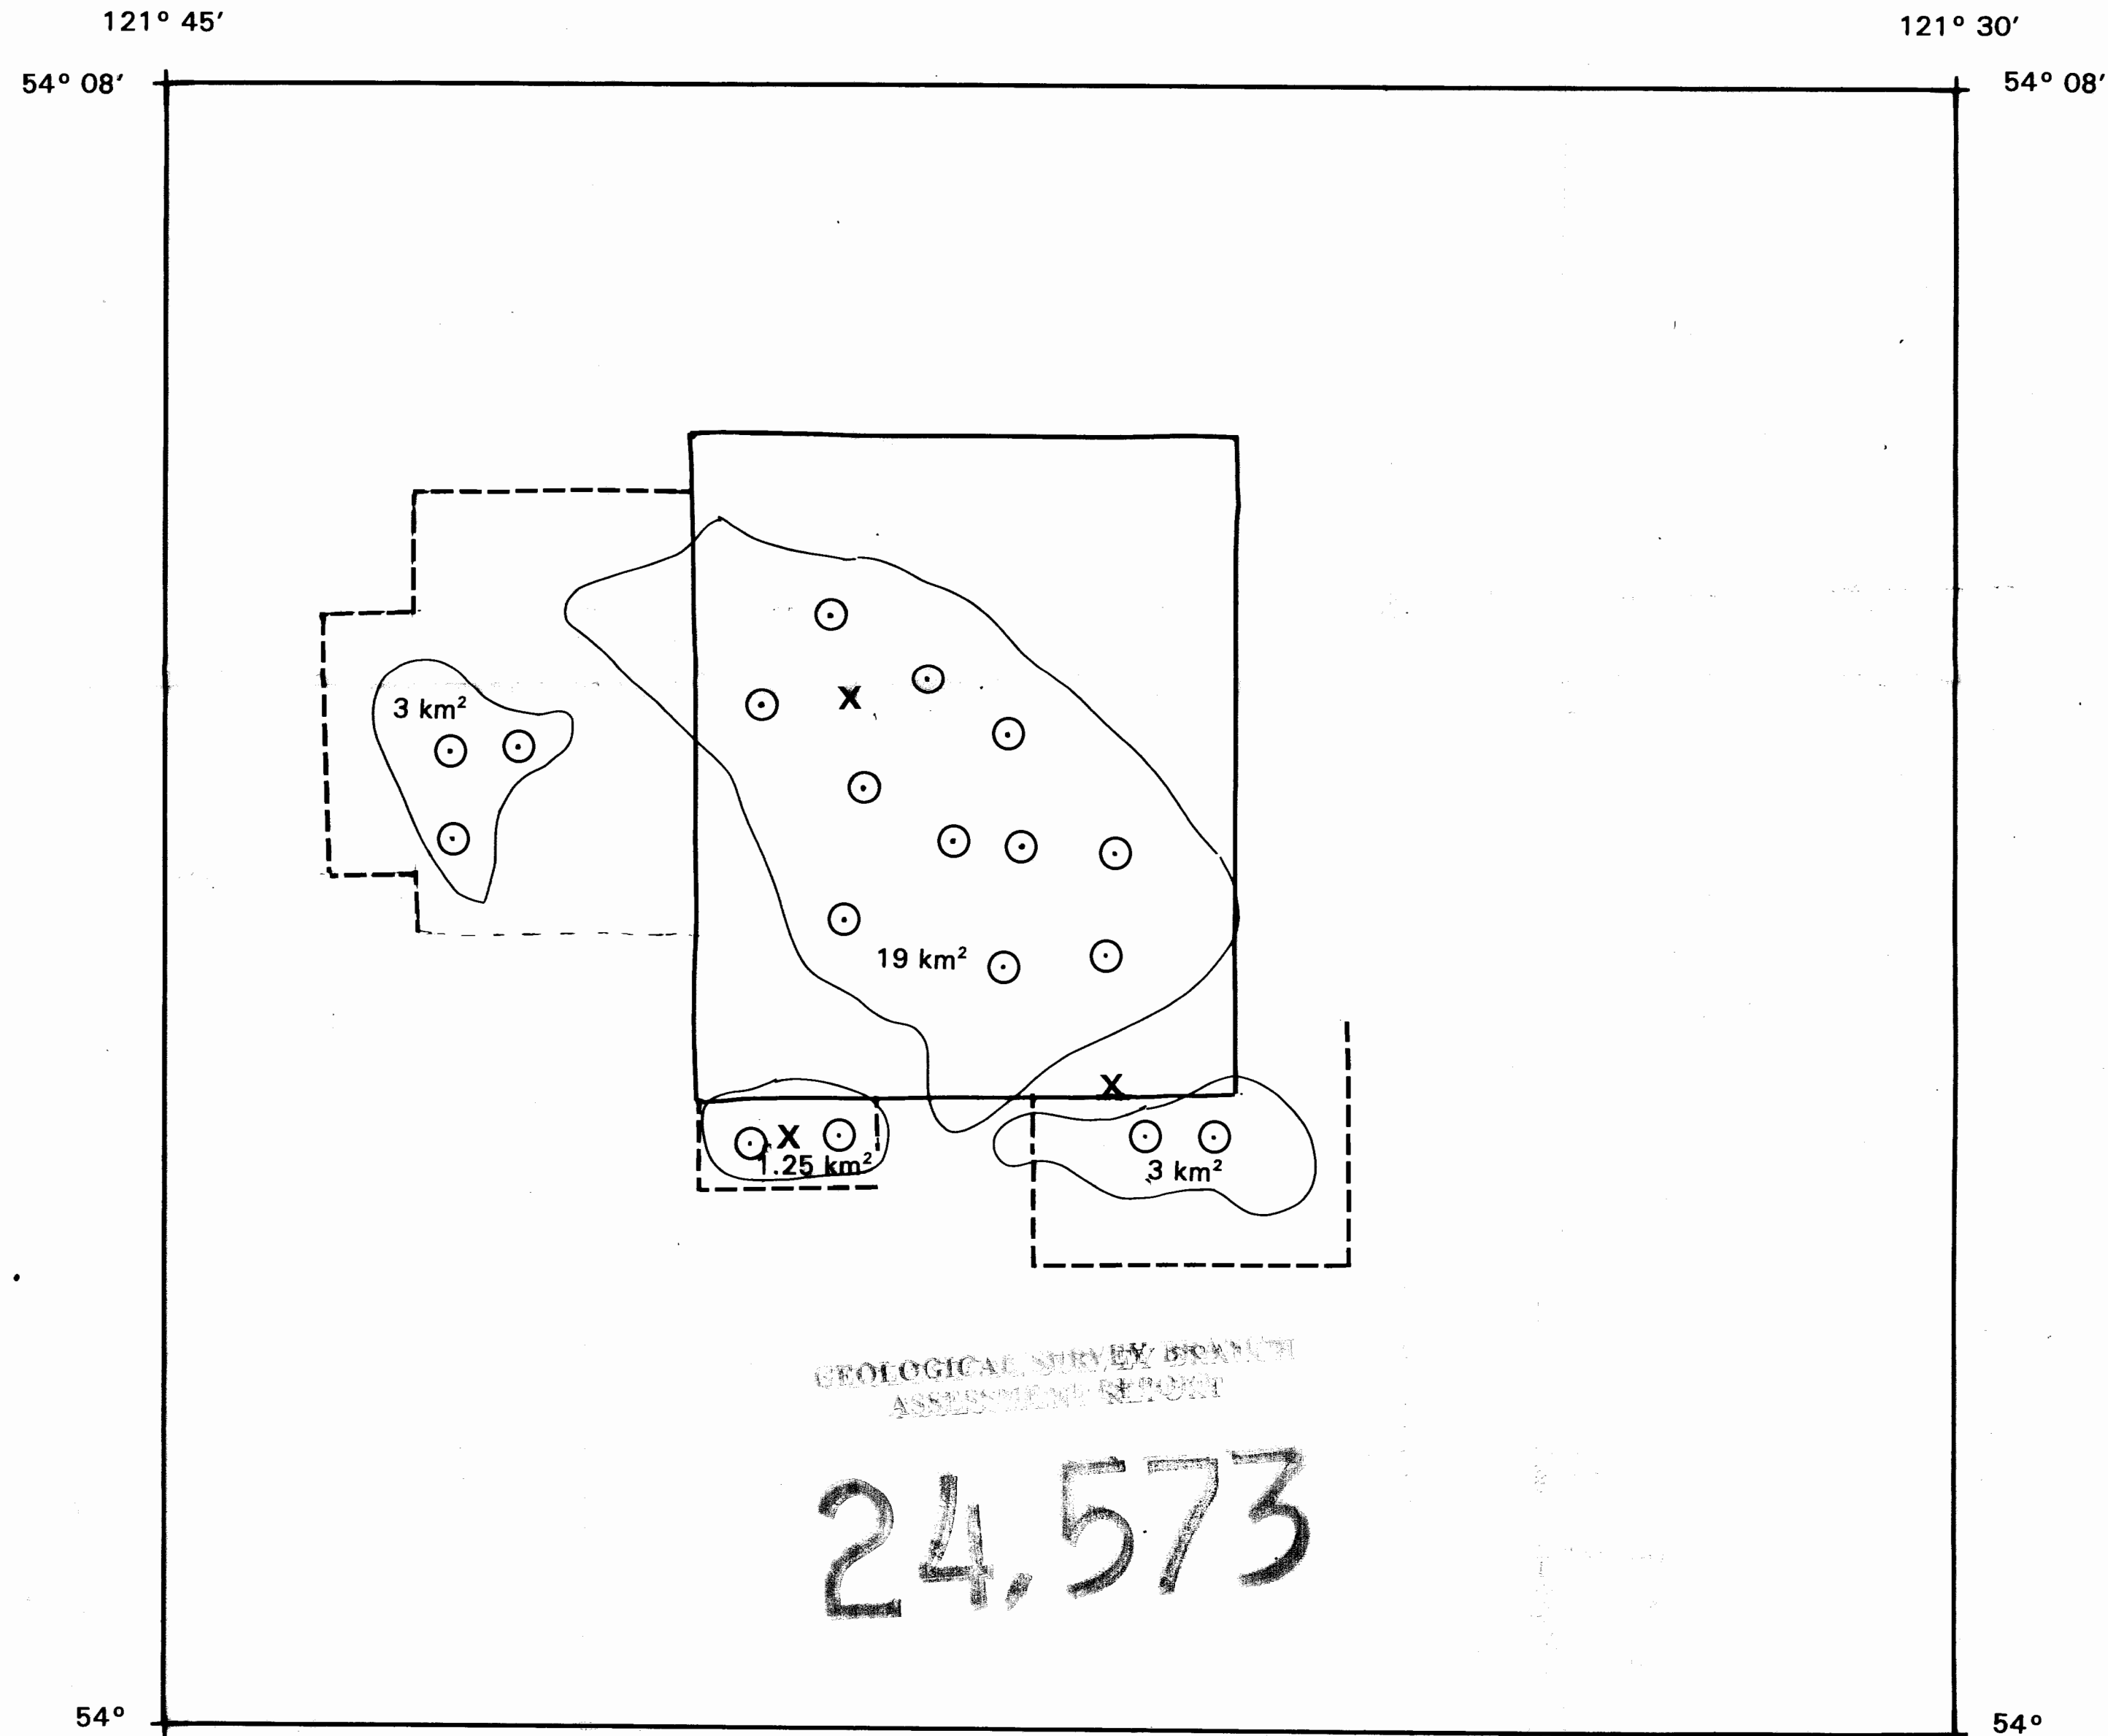 121° 45′
121° 30′
54° 08′
54° 08′
3 km²
X
19 km²
X
X
1.25 km²
3 km²
GEOLOGICAL SURVEY BRANCH
ASSESSMENT REPORT
24,573
54°
54°